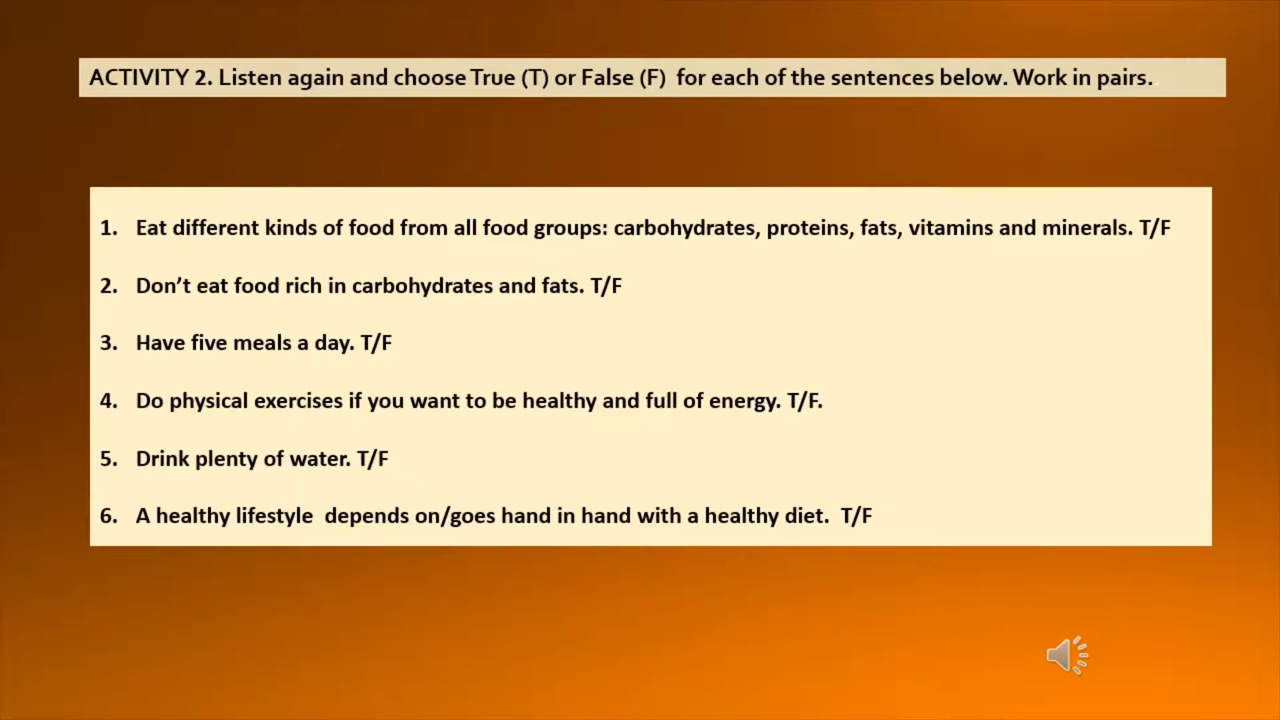 ACTIVITY 2. Listen again and choose True (T) or False (F) for each of the sentences below. Work in pairs.
1. Eat different kinds of food from all food groups: carbohydrates, proteins, fats, vitamins and minerals. T/F
2. Don’t eat food rich in carbohydrates and fats. T/F
3. Have five meals a day. T/F
4. Do physical exercises if you want to be healthy and full of energy. T/F.
5. Drink plenty of water. T/F
6. A healthy lifestyle depends on/goes hand in hand with a healthy diet. T/F